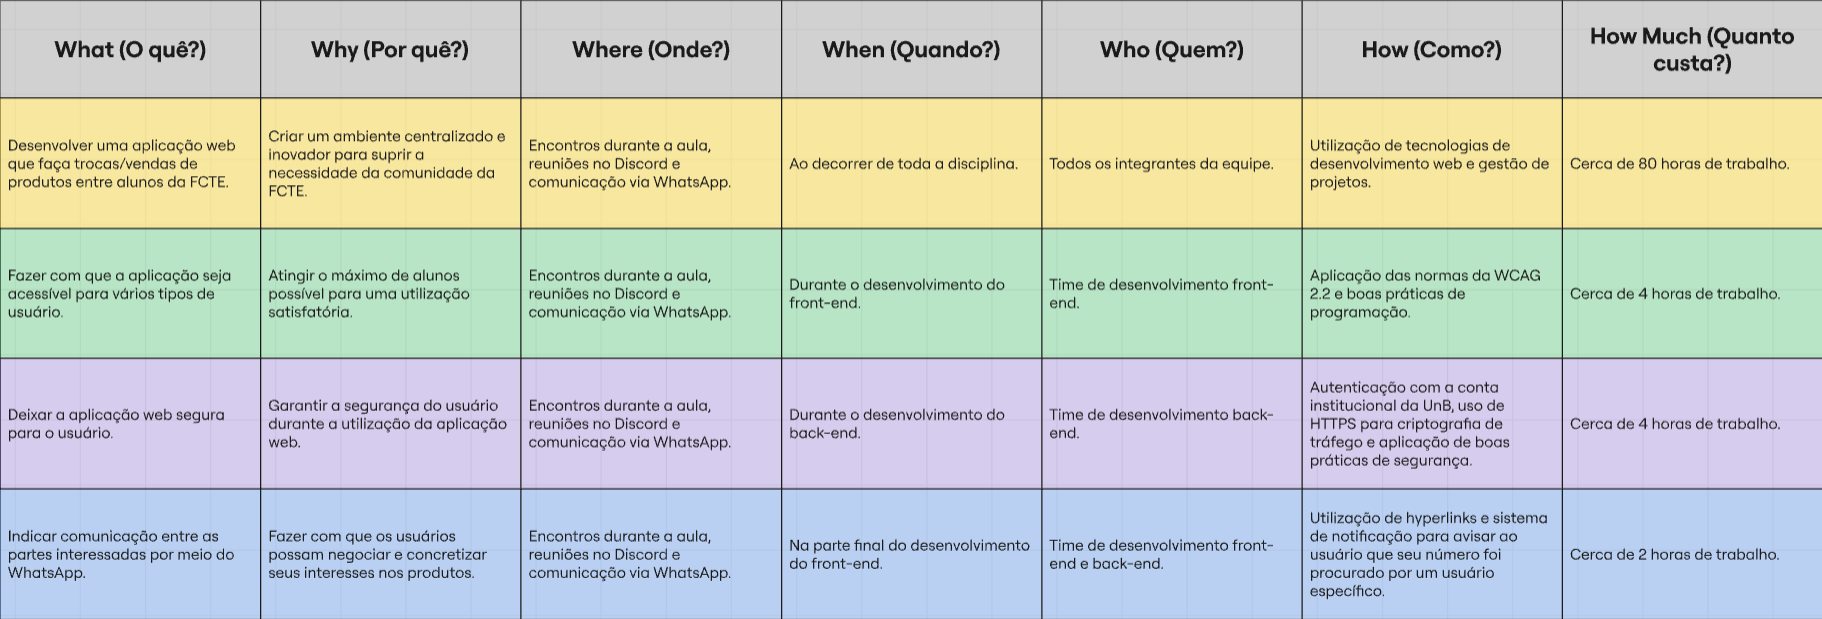 What (O quê?)
Why (Por quê?)
Where (Onde?)
When (Quando?)
Who (Quem?)
How (Como?)
How Much (Quanto
custa?)
Desenvolver uma aplicação web
que faça trocas/vendas de
produtos entre alunos da FCTE.
Criar um ambiente centralizado e
inovador para suprir a
necessidade da comunidade da
FCTE.
Encontros durante a aula,
reuniões no Discord e
comunicação via WhatsApp.
Ao decorrer de toda a disciplina.
Todos os integrantes da equipe.
Utilização de tecnologias de
desenvolvimento web e gestão de
projetos.
Cerca de 80 horas de trabalho.
Fazer com que a aplicação seja
acessível para vários tipos de
usuário.
Atingir o máximo de alunos
possível para uma utilização
satisfatória.
Encontros durante a aula,
reuniões no Discord e
comunicação via WhatsApp.
Durante o desenvolvimento do
front-end.
Time de desenvolvimento front-
end.
Aplicação das normas da WCAG
2.2 e boas práticas de
programação.
Cerca de 4 horas de trabalho.
Deixar a aplicação web segura
para o usuário.
Garantir a segurança do usuário
durante a utilização da aplicação
web.
Encontros durante a aula,
reuniões no Discord e
comunicação via WhatsApp.
Durante o desenvolvimento do
back-end.
Time de desenvolvimento back-
end.
Autenticação com a conta
institucional da UnB, uso de
HTTPS para criptografia de
tráfego e aplicação de boas
práticas de segurança.
Cerca de 4 horas de trabalho.
Indicar comunicação entre as
partes interessadas por meio do
WhatsApp.
Fazer com que os usuários
possam negociar e concretizar
seus interesses nos produtos.
Encontros durante a aula,
reuniões no Discord e
comunicação via WhatsApp.
Na parte final do desenvolvimento
do front-end.
Time de desenvolvimento front-
end e back-end.
Utilização de hyperlinks e sistema
de notificação para avisar ao
usuário que seu número foi
procurado por um usuário
específico.
Cerca de 2 horas de trabalho.